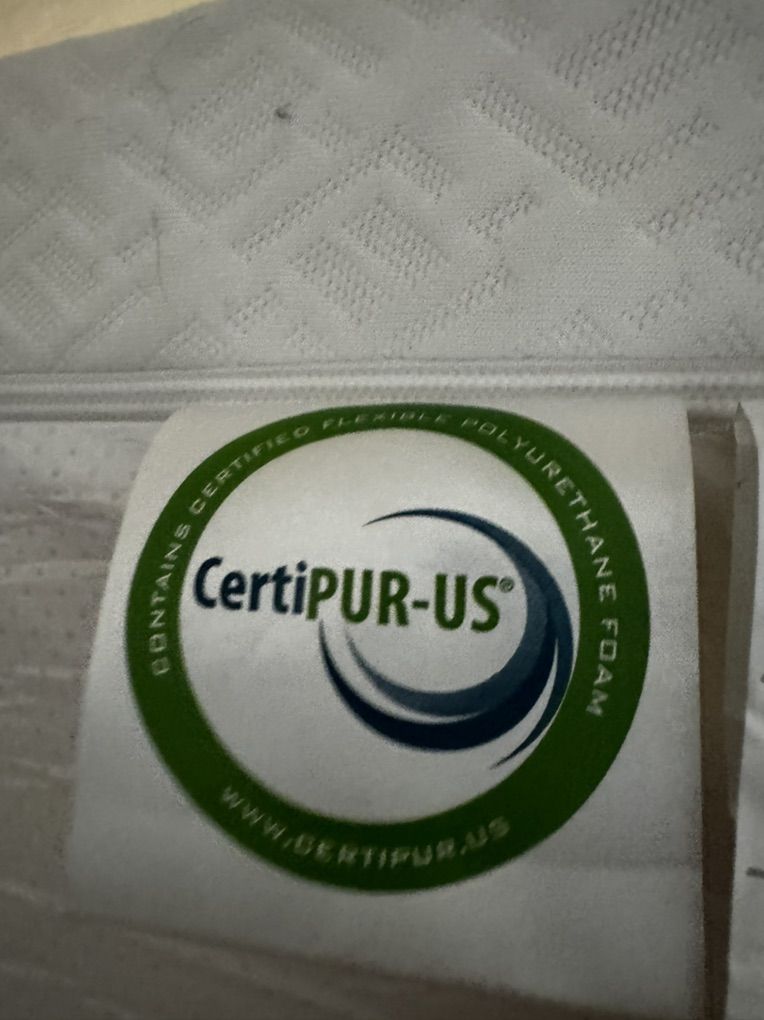 CONTAINS CERTIFIED FLEXIBLE POLYURETHANE FOAM
CertiPUR-US®
WWW.CERTIPUR.US